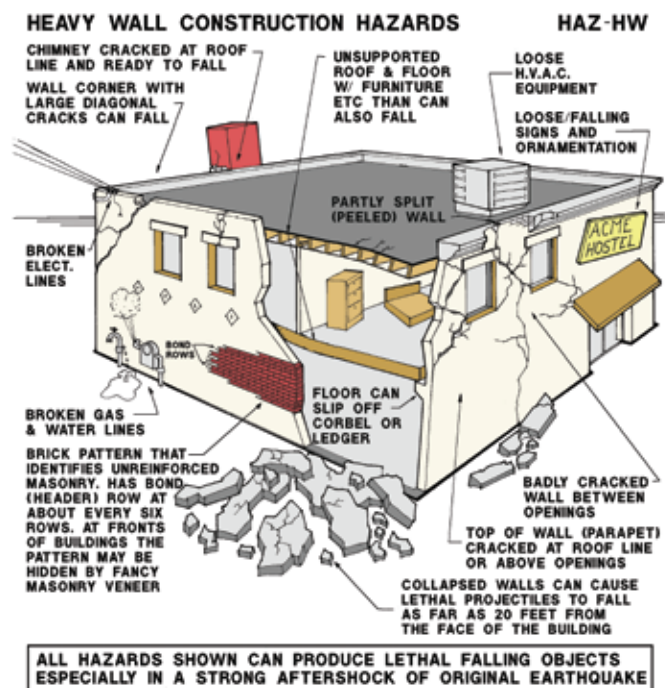 HEAVY WALL CONSTRUCTION HAZARDS
HAZ-HW
CHIMNEY CRACKED AT ROOF
LINE AND READY TO FALL
WALL CORNER WITH
LARGE DIAGONAL
CRACKS CAN FALL
UNSUPPORTED
ROOF & FLOOR
W/ FURNITURE
ETC THAN CAN
ALSO FALL
LOOSE
H.V.A.C.
EQUIPMENT
LOOSE/FALLING
SIGNS AND
ORNAMENTATION
PARTLY SPLIT
(PEELED) WALL
ACME
HOSTEL
BROKEN
ELECT.
LINES
BOND
ROWS
BROKEN GAS
& WATER LINES
FLOOR CAN
SLIP OFF
CORBEL OR
LEDGER
BRICK PATTERN THAT
IDENTIFIES UNREINFORCED
MASONRY. HAS BOND
(HEADER) ROW AT
ABOUT EVERY SIX
ROWS. AT FRONTS
OF BUILDINGS THE
PATTERN MAY BE
HIDDEN BY FANCY
MASONRY VENEER
BADLY CRACKED
WALL BETWEEN
OPENINGS
TOP OF WALL (PARAPET)
CRACKED AT ROOF LINE
OR ABOVE OPENINGS
COLLAPSED WALLS CAN CAUSE
LETHAL PROJECTILES TO FALL
AS FAR AS 20 FEET FROM
THE FACE OF THE BUILDING
ALL HAZARDS SHOWN CAN PRODUCE LETHAL FALLING OBJECTS
ESPECIALLY IN A STRONG AFTERSHOCK OF ORIGINAL EARTHQUAKE